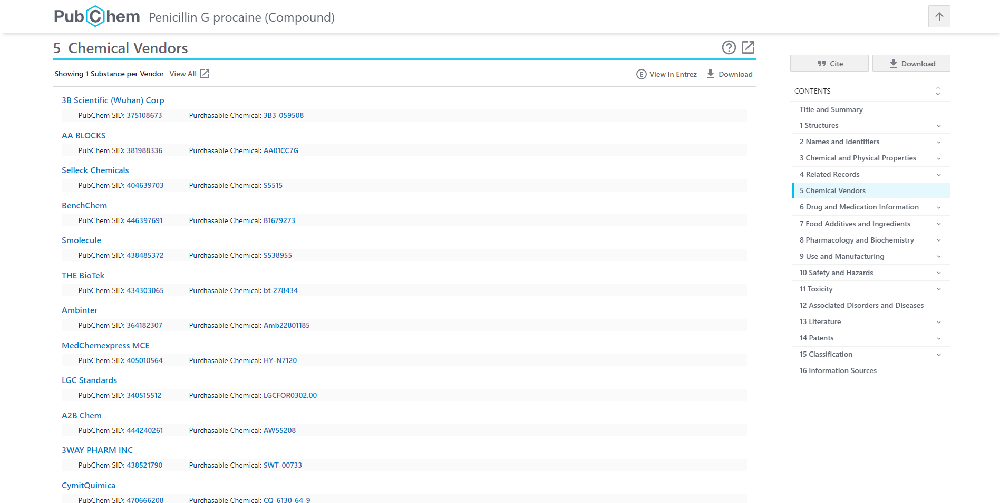 PubChem Penicillin G procaine (Compound)
5 Chemical Vendors
Showing 1 Substance per Vendor View All
E View in Entrez Download
3B Scientific (Wuhan) Corp
PubChem SID: 375108673 Purchasable Chemical: 3B3-059508
AA BLOCKS
PubChem SID: 381988336 Purchasable Chemical: AA01CC7G
Selleck Chemicals
PubChem SID: 404639703 Purchasable Chemical: S5515
BenchChem
PubChem SID: 446397691 Purchasable Chemical: B1679273
Smolecule
PubChem SID: 438485372 Purchasable Chemical: S538955
THE BioTek
PubChem SID: 434303065 Purchasable Chemical: bt-278434
Ambinter
PubChem SID: 364182307 Purchasable Chemical: Amb22801185
MedChemexpress MCE
PubChem SID: 405010564 Purchasable Chemical: HY-N7120
LGC Standards
PubChem SID: 340515512 Purchasable Chemical: LGCFOR0302.00
A2B Chem
PubChem SID: 444240261 Purchasable Chemical: AW55208
3WAY PHARM INC
PubChem SID: 438521790 Purchasable Chemical: SWT-00733
CymitQuimica
PubChem SID: 470666208 Purchasable Chemical: CQ_6130-64-9
Cite Download
CONTENTS
Title and Summary
1 Structures
2 Names and Identifiers
3 Chemical and Physical Properties
4 Related Records
5 Chemical Vendors
6 Drug and Medication Information
7 Food Additives and Ingredients
8 Pharmacology and Biochemistry
9 Use and Manufacturing
10 Safety and Hazards
11 Toxicity
12 Associated Disorders and Diseases
13 Literature
14 Patents
15 Classification
16 Information Sources